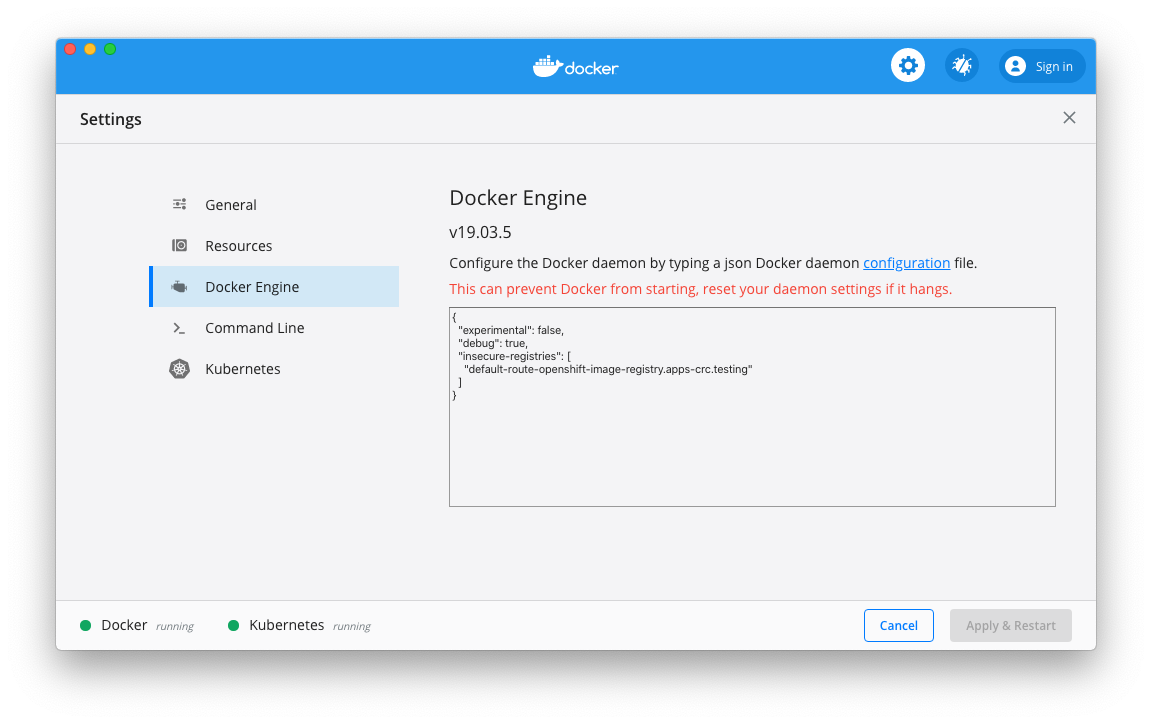 docker
Sign in
Settings
General
Resources
Docker Engine
Command Line
Kubernetes
Docker Engine
v19.03.5
Configure the Docker daemon by typing a json Docker daemon configuration file.
This can prevent Docker from starting, reset your daemon settings if it hangs.
{
  "experimental": false,
  "debug": true,
  "insecure-registries": [
    "default-route-openshift-image-registry.apps-crc.testing"
  ]
}
Docker running Kubernetes running
Cancel Apply & Restart